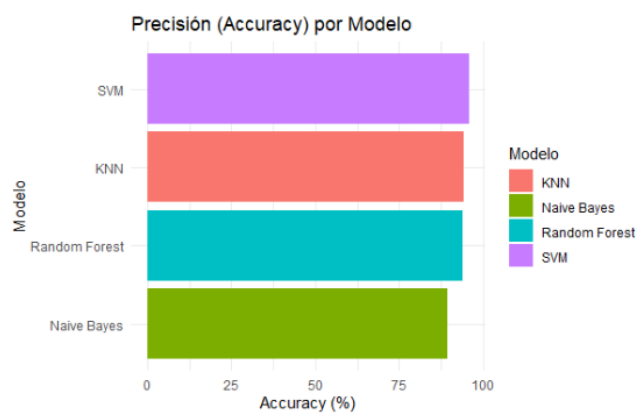 Precisión (Accuracy) por Modelo
Modelo
SVM
KNN
Random Forest
Naive Bayes
0 25 50 75 100
Accuracy (%)
Modelo
KNN
Naive Bayes
Random Forest
SVM